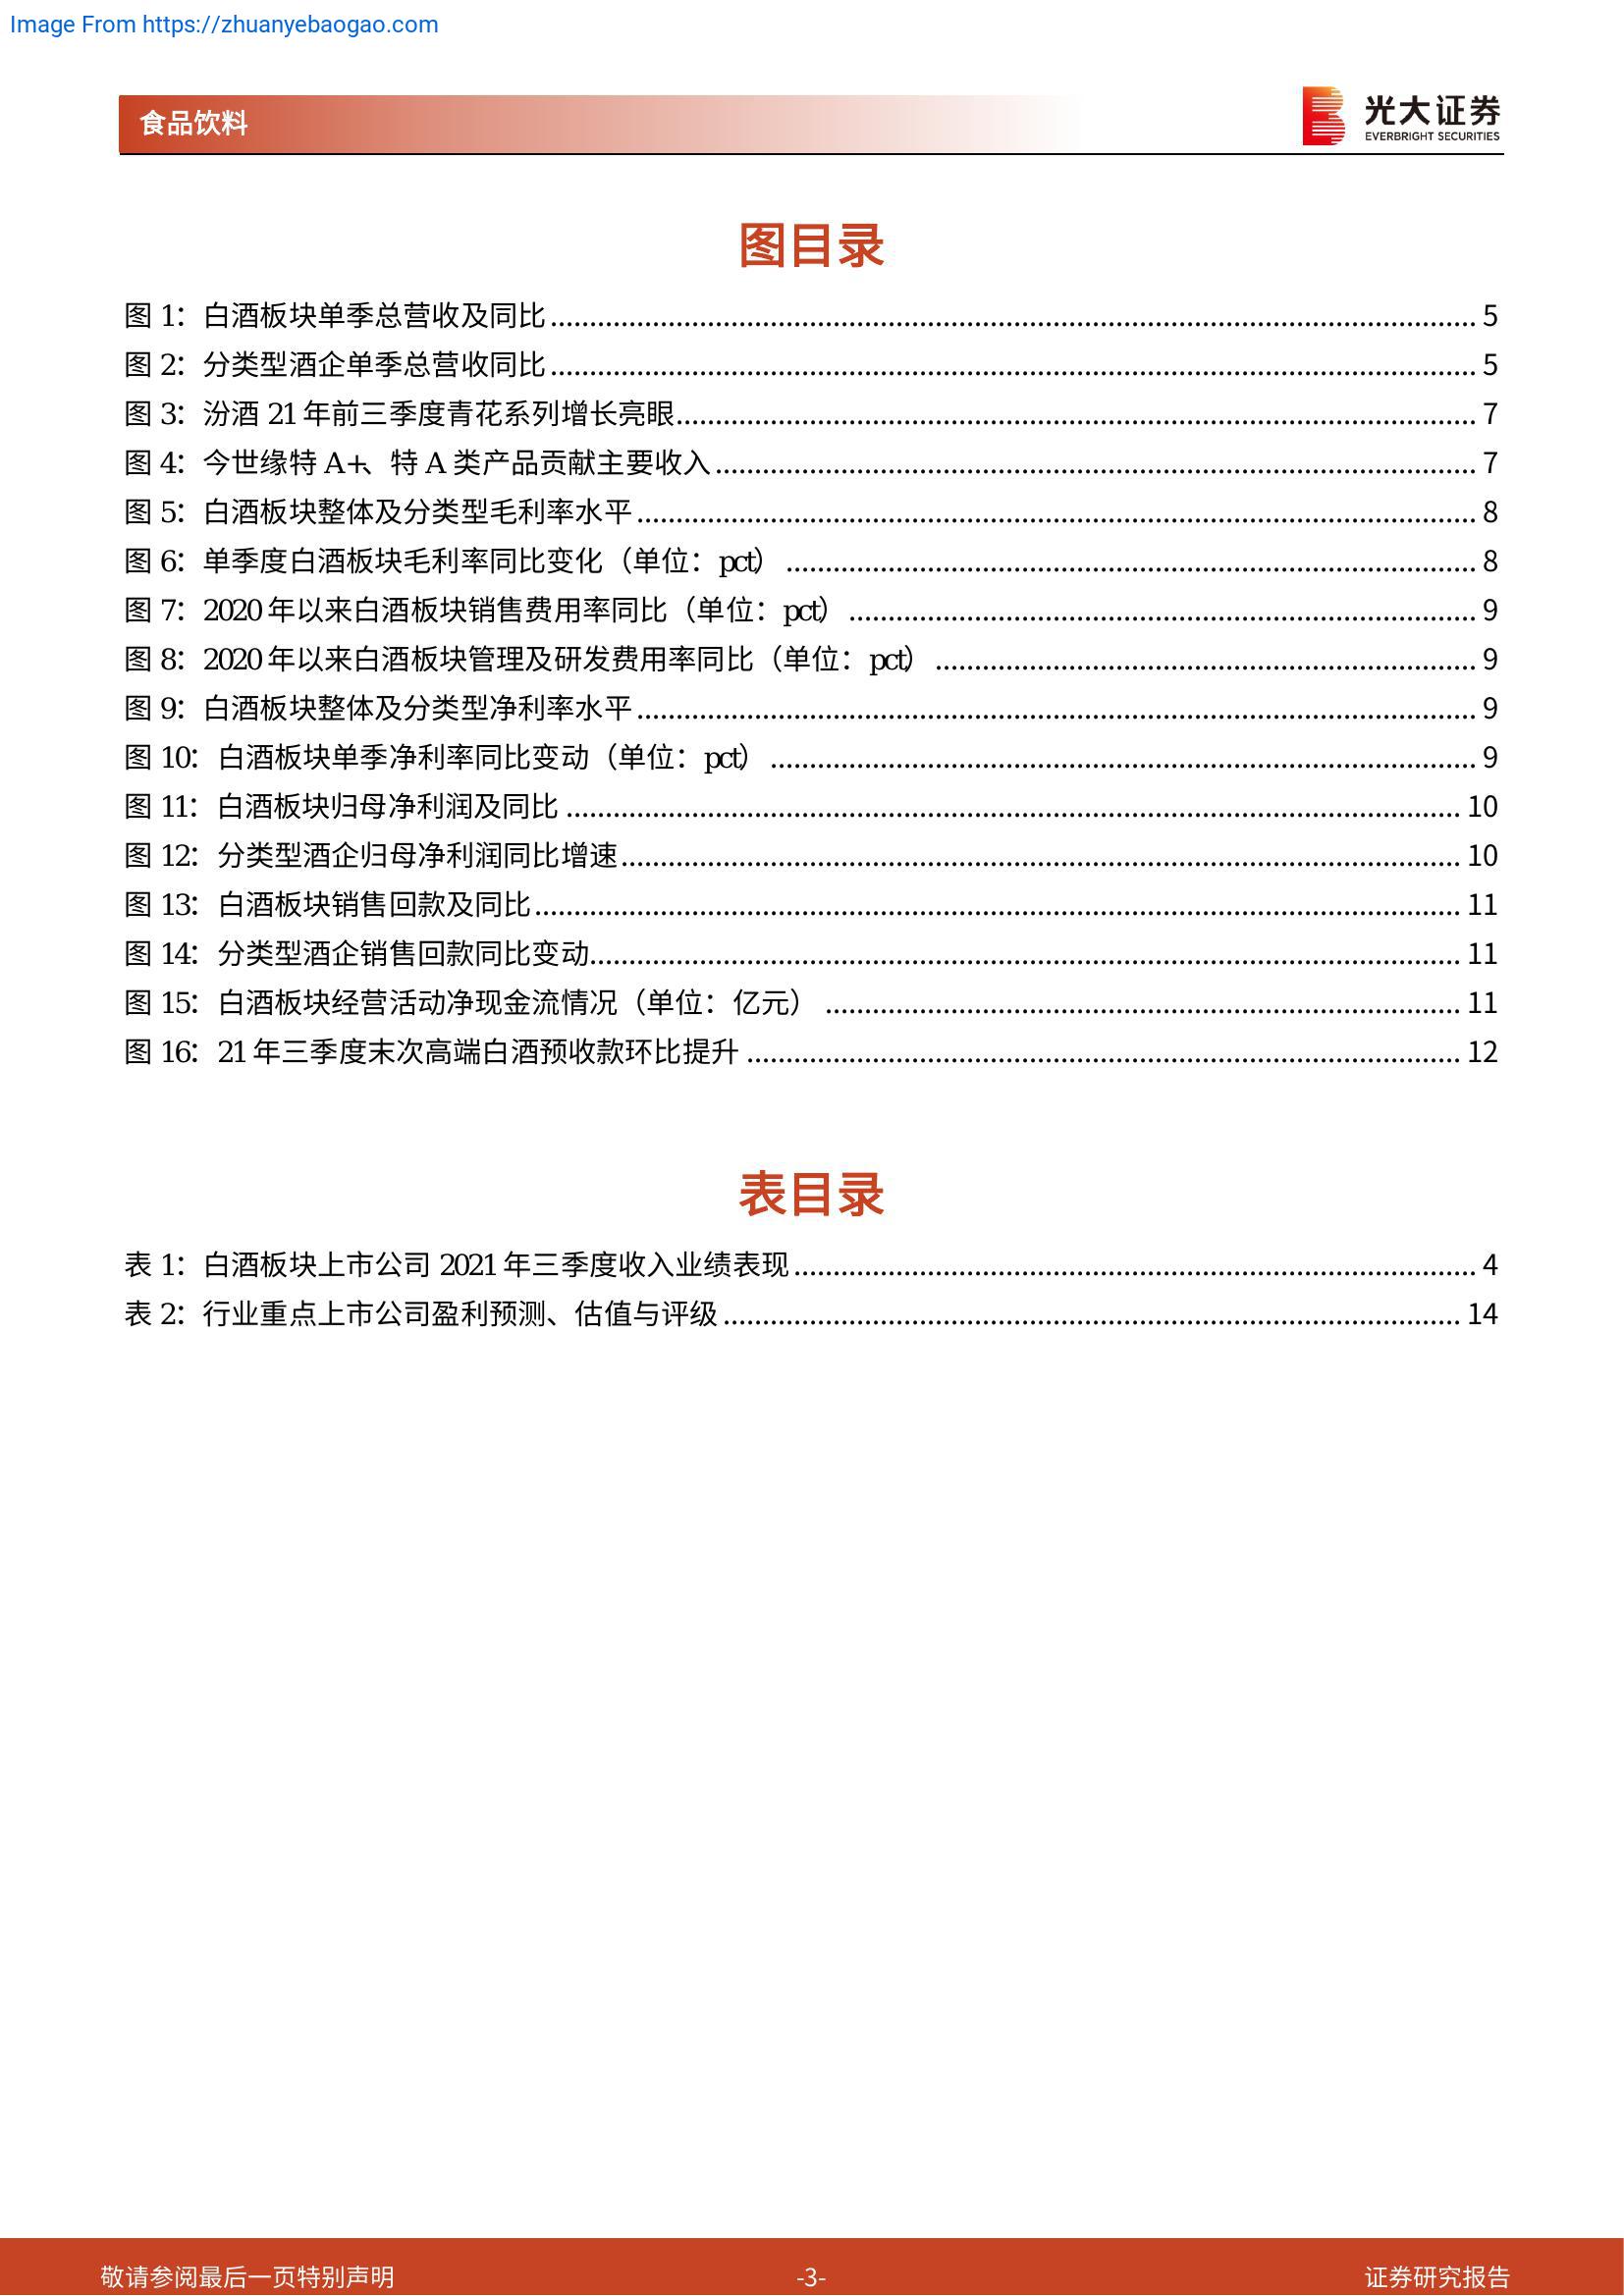 Image From https://zhuanyebaogao.com
食品饮料
光大证券
EVERBRIGHT SECURITIES
图目录
图 1：白酒板块单季总营收及同比 5
图 2：分类型酒企单季总营收同比 5
图 3：汾酒 21 年前三季度青花系列增长亮眼 7
图 4：今世缘特 A+、特 A 类产品贡献主要收入 7
图 5：白酒板块整体及分类型毛利率水平 8
图 6：单季度白酒板块毛利率同比变化（单位：pct） 8
图 7：2020 年以来白酒板块销售费用率同比（单位：pct） 9
图 8：2020 年以来白酒板块管理及研发费用率同比（单位：pct） 9
图 9：白酒板块整体及分类型净利率水平 9
图 10：白酒板块单季净利率同比变动（单位：pct） 9
图 11：白酒板块归母净利润及同比 10
图 12：分类型酒企归母净利润同比增速 10
图 13：白酒板块销售回款及同比 11
图 14：分类型酒企销售回款同比变动 11
图 15：白酒板块经营活动净现金流情况（单位：亿元） 11
图 16：21 年三季度末次高端白酒预收款环比提升 12
表目录
表 1：白酒板块上市公司 2021 年三季度收入业绩表现 4
表 2：行业重点上市公司盈利预测、估值与评级 14
敬请参阅最后一页特别声明 -3- 证券研究报告